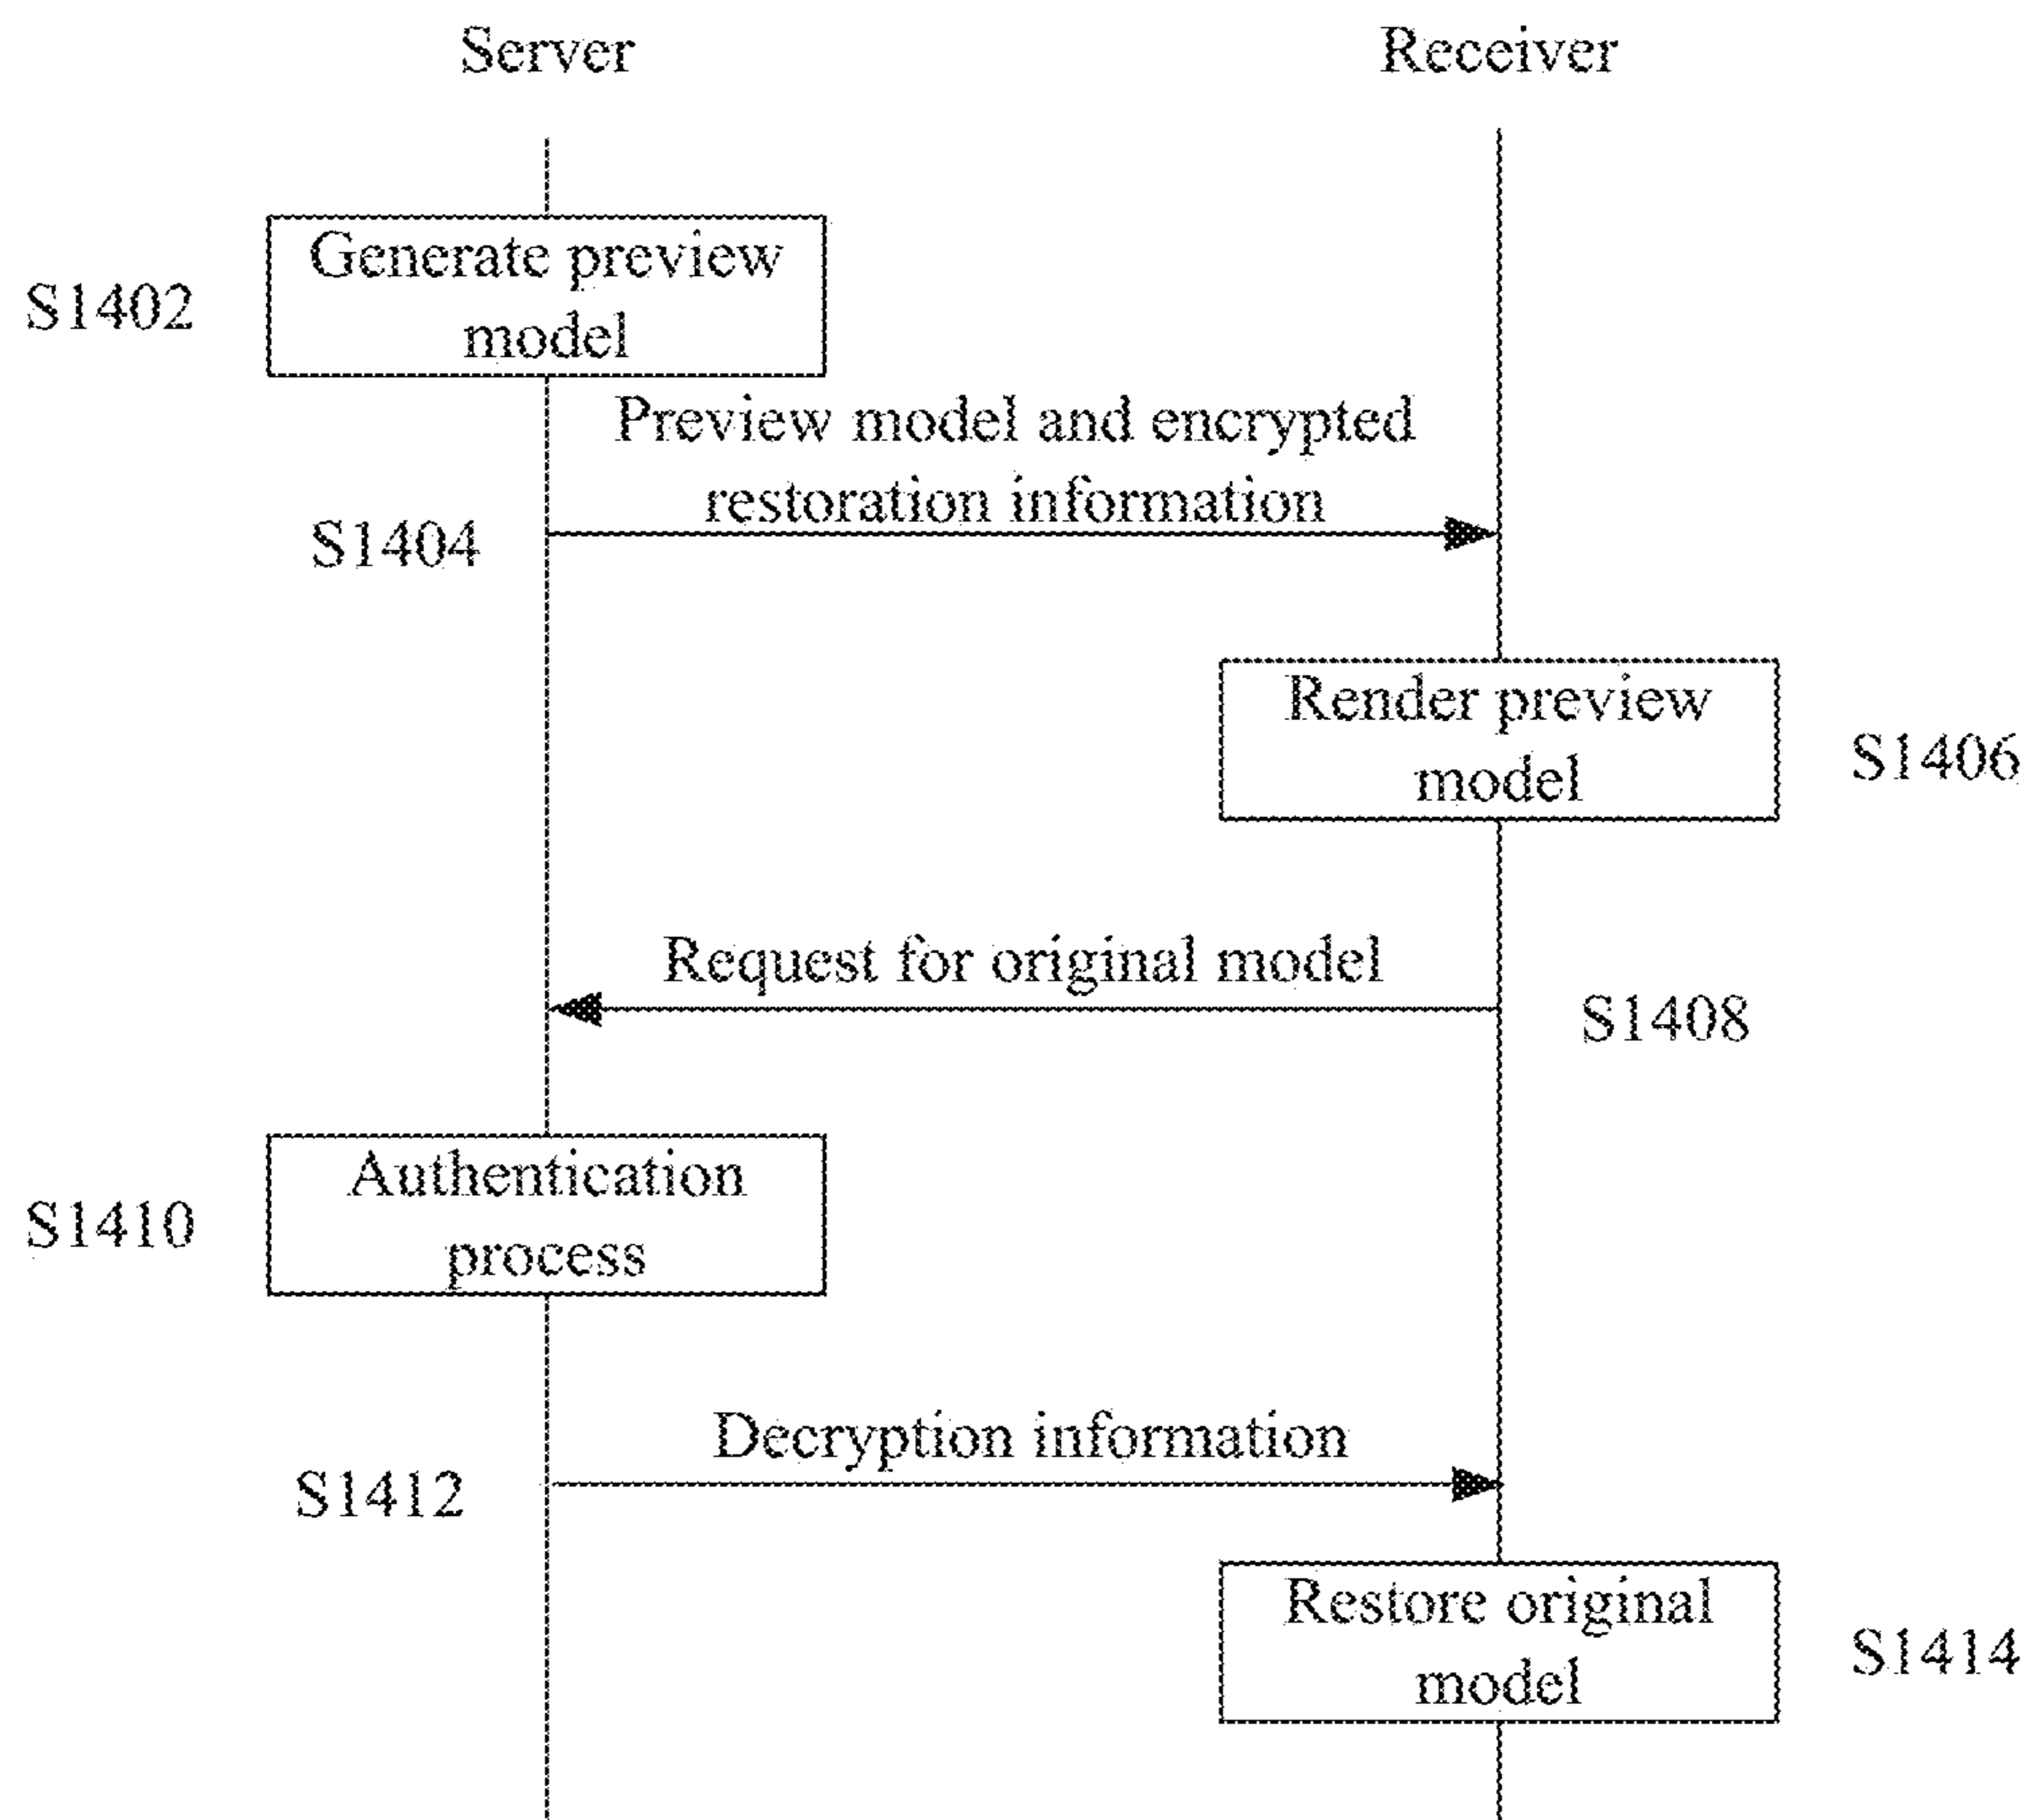 Server
Receiver
Generate preview
model
S1402
Preview model and encrypted
restoration information
S1404
Render preview
model
S1406
Request for original model
S1408
Authentication
process
S1410
Decryption information
S1412
Restore original
model
S1414